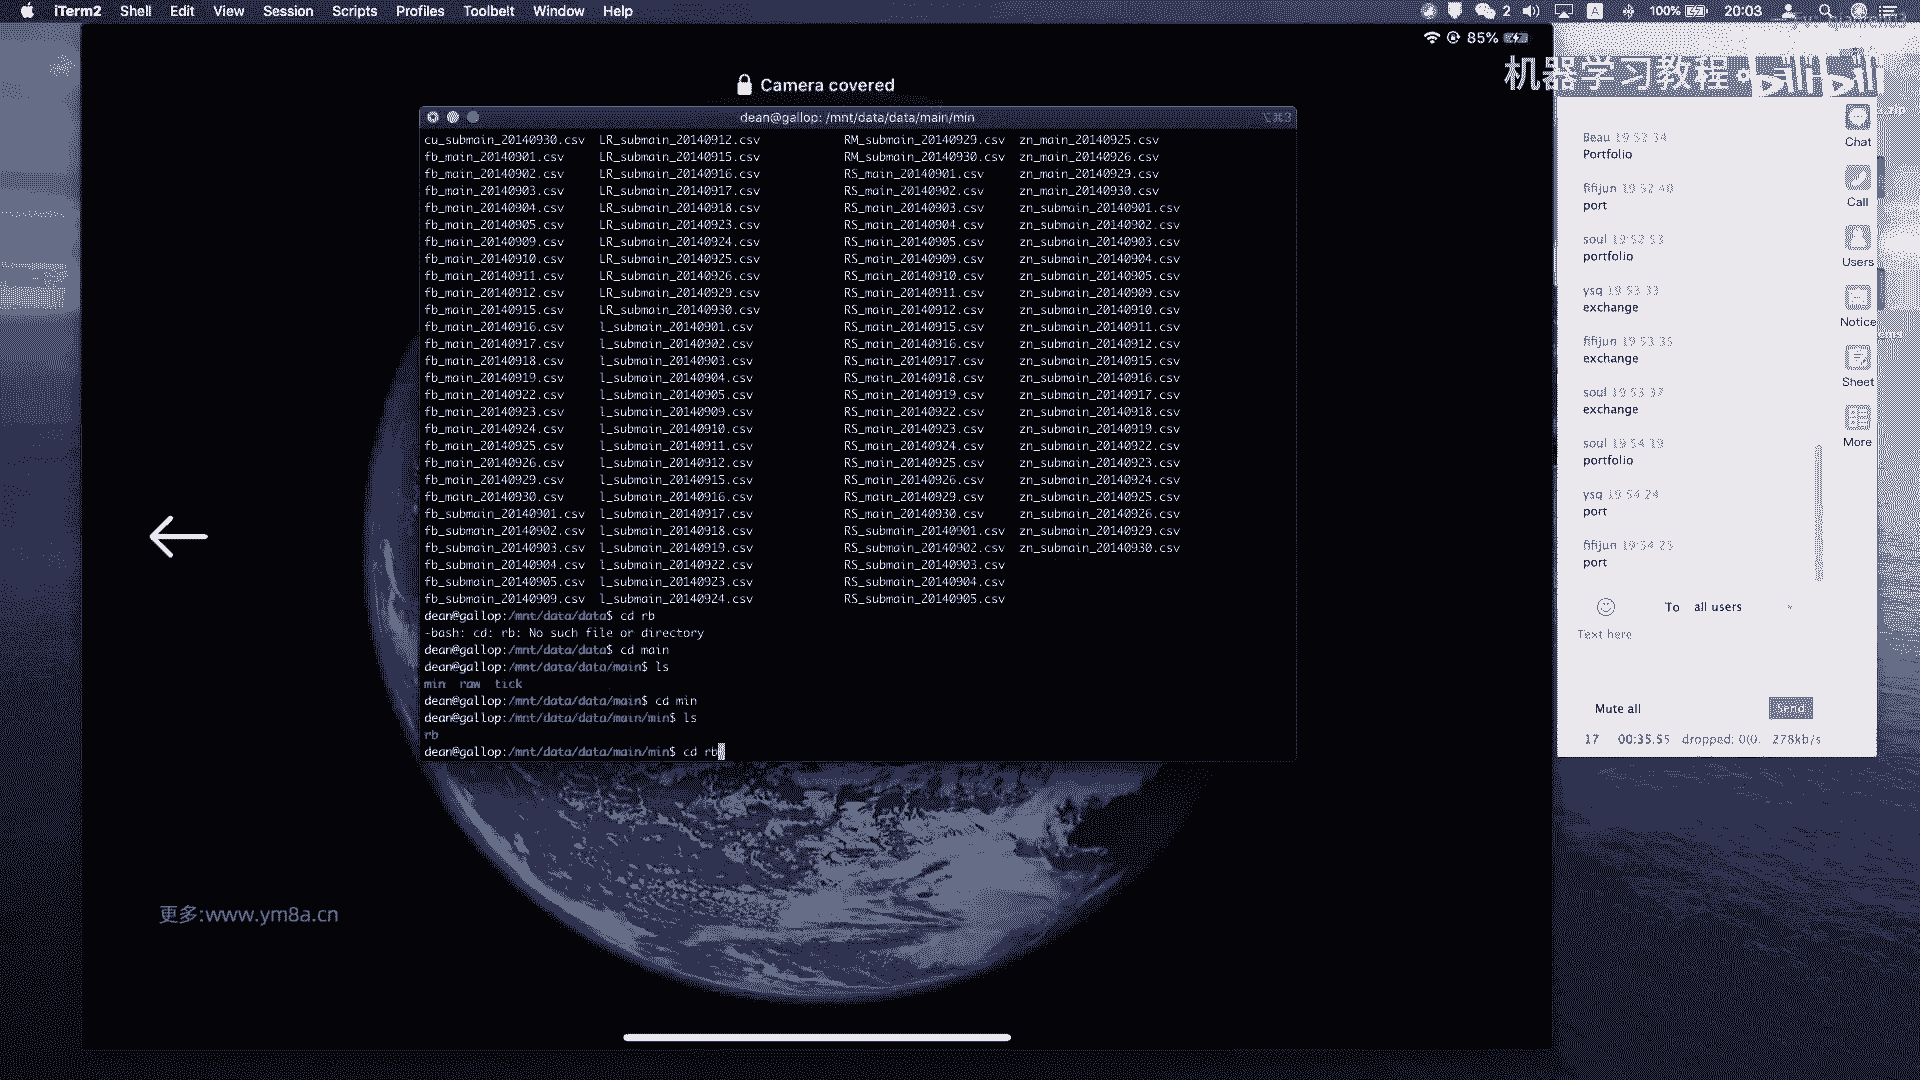 iTerm2 Shell Edit View Session Scripts Profiles Toolbelt Window Help
2 A 100% 20:03
85%
Camera covered
机器学习教程 bilibili
dean@gallop: /mnt/data/data/main/min ⌥⌘3
cu_submain_20140930.csv LR_submain_20140912.csv RM_submain_20140929.csv zn_main_20140925.csv
fb_main_20140901.csv LR_submain_20140915.csv RM_submain_20140930.csv zn_main_20140926.csv
fb_main_20140902.csv LR_submain_20140916.csv RS_main_20140901.csv zn_main_20140929.csv
fb_main_20140903.csv LR_submain_20140917.csv RS_main_20140902.csv zn_main_20140930.csv
fb_main_20140904.csv LR_submain_20140918.csv RS_main_20140903.csv zn_submain_20140901.csv
fb_main_20140905.csv LR_submain_20140923.csv RS_main_20140904.csv zn_submain_20140902.csv
fb_main_20140909.csv LR_submain_20140924.csv RS_main_20140905.csv zn_submain_20140903.csv
fb_main_20140910.csv LR_submain_20140925.csv RS_main_20140909.csv zn_submain_20140904.csv
fb_main_20140911.csv LR_submain_20140926.csv RS_main_20140910.csv zn_submain_20140905.csv
fb_main_20140912.csv LR_submain_20140929.csv RS_main_20140911.csv zn_submain_20140909.csv
fb_main_20140915.csv LR_submain_20140930.csv RS_main_20140912.csv zn_submain_20140910.csv
fb_main_20140916.csv l_submain_20140901.csv RS_main_20140915.csv zn_submain_20140911.csv
fb_main_20140917.csv l_submain_20140902.csv RS_main_20140916.csv zn_submain_20140912.csv
fb_main_20140918.csv l_submain_20140903.csv RS_main_20140917.csv zn_submain_20140915.csv
fb_main_20140919.csv l_submain_20140904.csv RS_main_20140918.csv zn_submain_20140916.csv
fb_main_20140922.csv l_submain_20140905.csv RS_main_20140919.csv zn_submain_20140917.csv
fb_main_20140923.csv l_submain_20140909.csv RS_main_20140922.csv zn_submain_20140918.csv
fb_main_20140924.csv l_submain_20140910.csv RS_main_20140923.csv zn_submain_20140919.csv
fb_main_20140925.csv l_submain_20140911.csv RS_main_20140924.csv zn_submain_20140922.csv
fb_main_20140926.csv l_submain_20140912.csv RS_main_20140925.csv zn_submain_20140923.csv
fb_main_20140929.csv l_submain_20140915.csv RS_main_20140926.csv zn_submain_20140924.csv
fb_main_20140930.csv l_submain_20140916.csv RS_main_20140929.csv zn_submain_20140925.csv
fb_submain_20140901.csv l_submain_20140917.csv RS_main_20140930.csv zn_submain_20140926.csv
fb_submain_20140902.csv l_submain_20140918.csv RS_submain_20140901.csv zn_submain_20140929.csv
fb_submain_20140903.csv l_submain_20140919.csv RS_submain_20140902.csv zn_submain_20140930.csv
fb_submain_20140904.csv l_submain_20140922.csv RS_submain_20140903.csv
fb_submain_20140905.csv l_submain_20140923.csv RS_submain_20140904.csv
fb_submain_20140909.csv l_submain_20140924.csv RS_submain_20140905.csv
dean@gallop:/mnt/data/data$ cd rb
-bash: cd: rb: No such file or directory
dean@gallop:/mnt/data/data$ cd main
dean@gallop:/mnt/data/data/main$ ls
min raw tick
dean@gallop:/mnt/data/data/main$ cd min
dean@gallop:/mnt/data/data/main/min$ ls
rb
dean@gallop:/mnt/data/data/main/min$ cd rb
更多:www.ym8a.cn
Beau 19:52:34
Portfolio
fifijun 19:52:40
port
soul 19:52:53
portfolio
ysq 19:53:33
exchange
fifijun 19:53:35
exchange
soul 19:53:37
exchange
soul 19:54:19
portfolio
ysq 19:54:24
port
fifijun 19:54:25
port
To all users
Text here
Mute all Send
17 00:35.55 dropped: 0(0. 278kb/s
Chat
Call
Users
Notice
Sheet
More